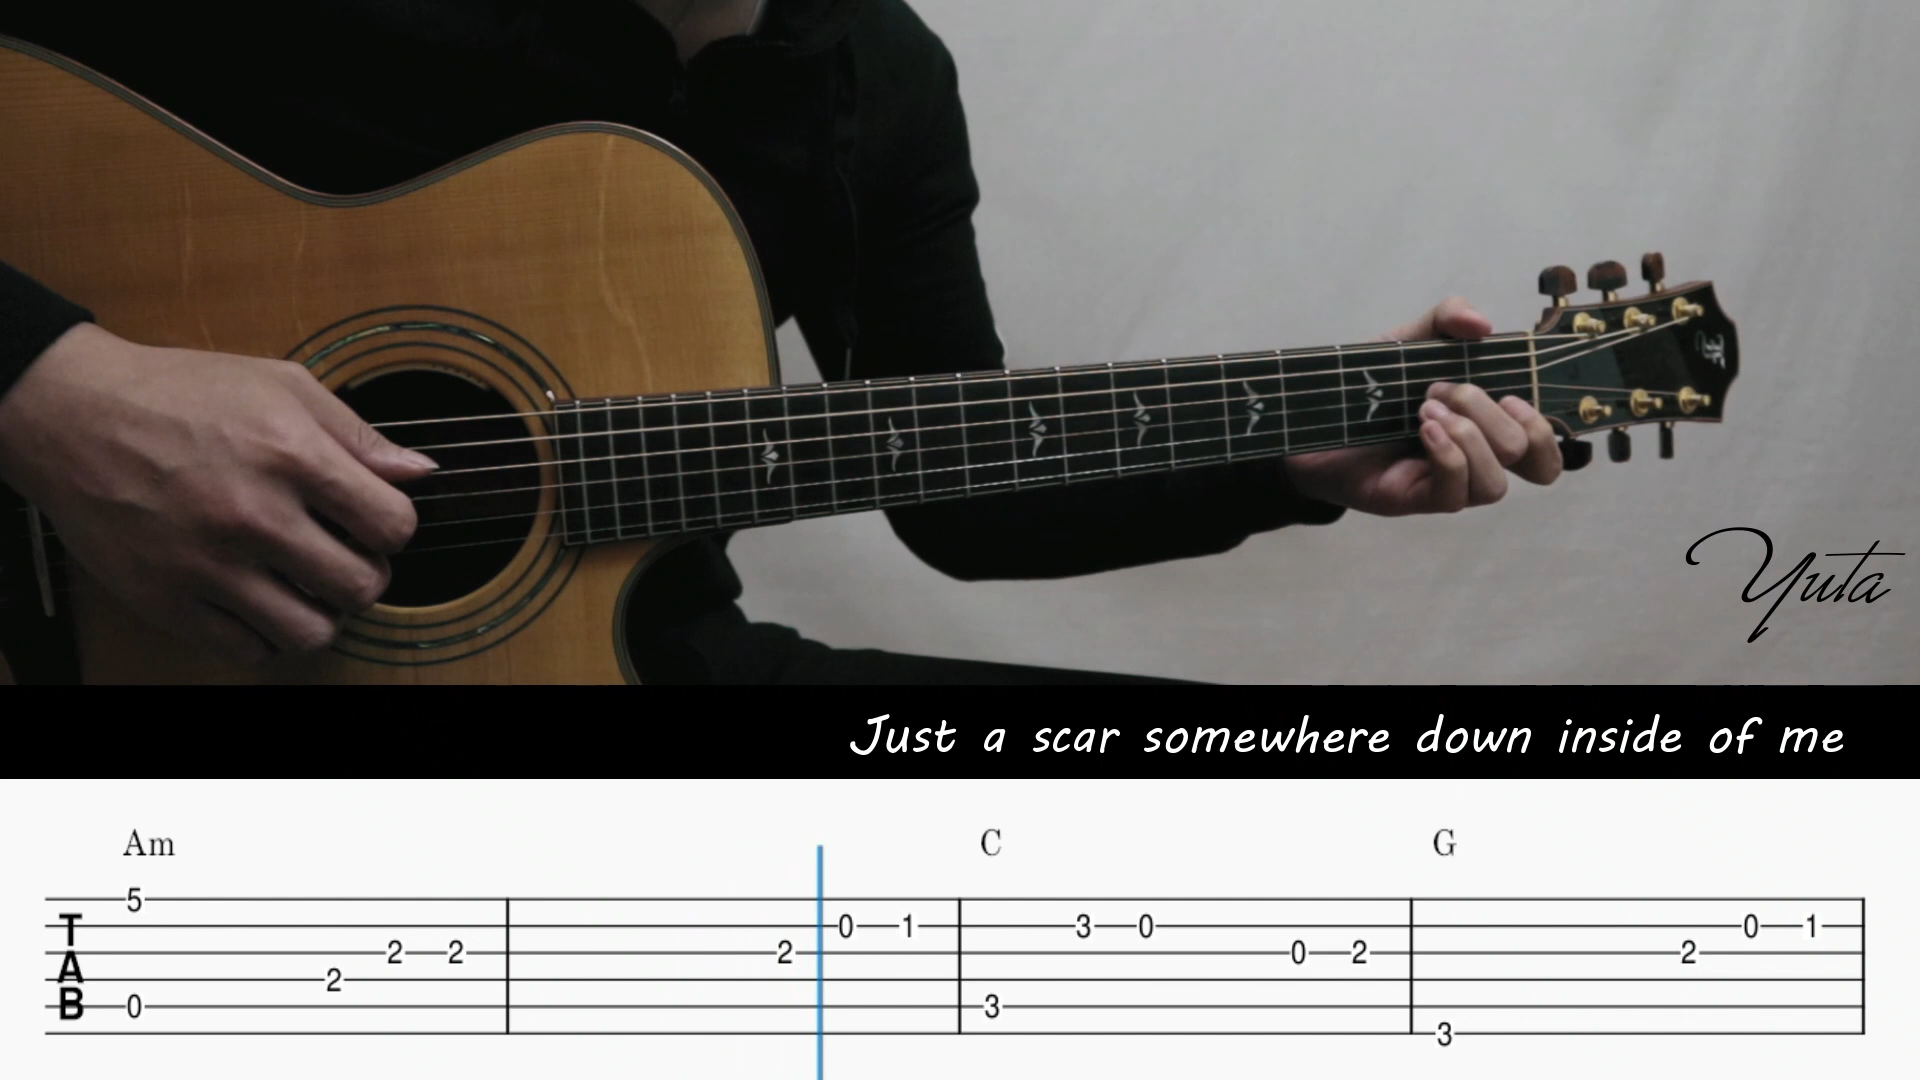 Yuta
Just a scar somewhere down inside of me
Am C G
5
T 0 1 3 0 0 1
A 2 2 2 0 2 2
2
B 0 3
3